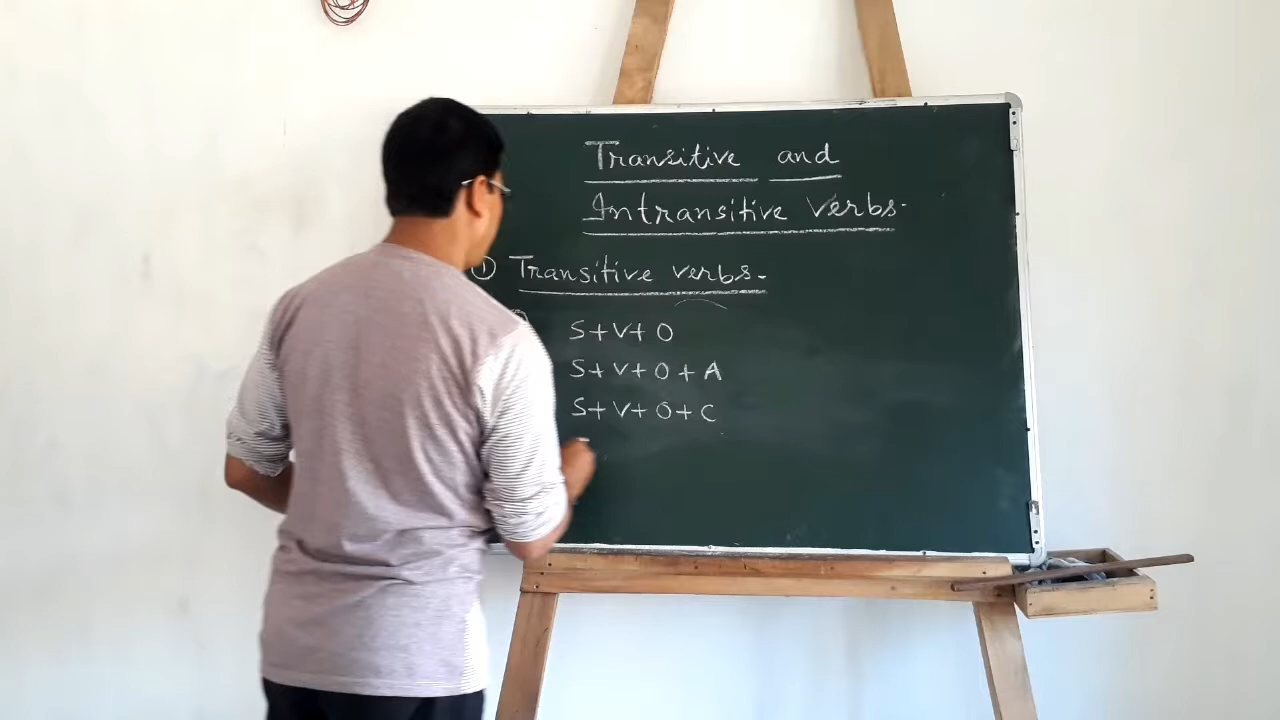 Transitive and
Intransitive Verbs.
① Transitive verbs.
S+V+O
S+V+O+A
S+V+O+C